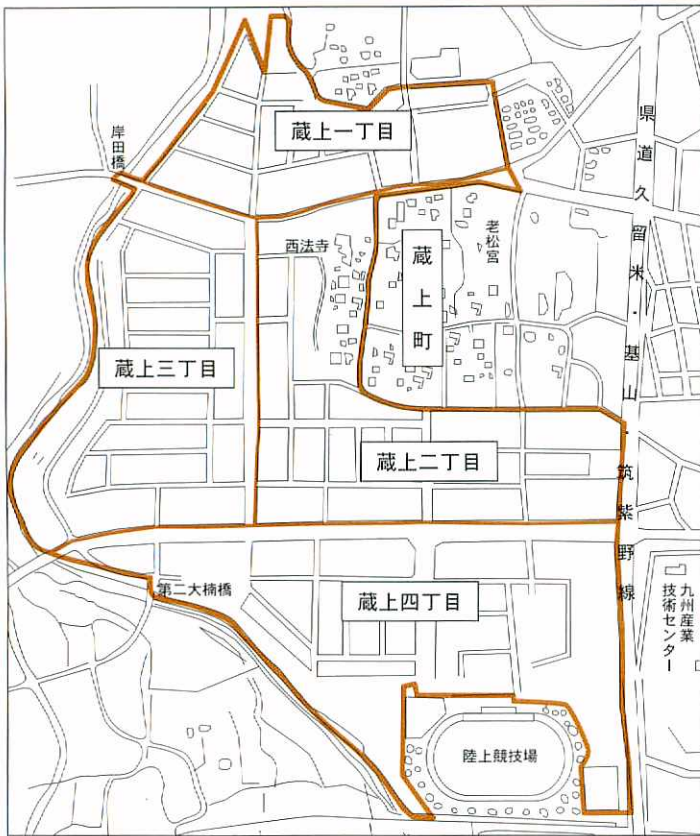 蔵上一丁目
岸田橋
県道久留米・基山・筑紫野線
西法寺
老松宮
蔵上町
蔵上三丁目
蔵上二丁目
第二大楠橋
蔵上四丁目
九州産業
技術センター
陸上競技場